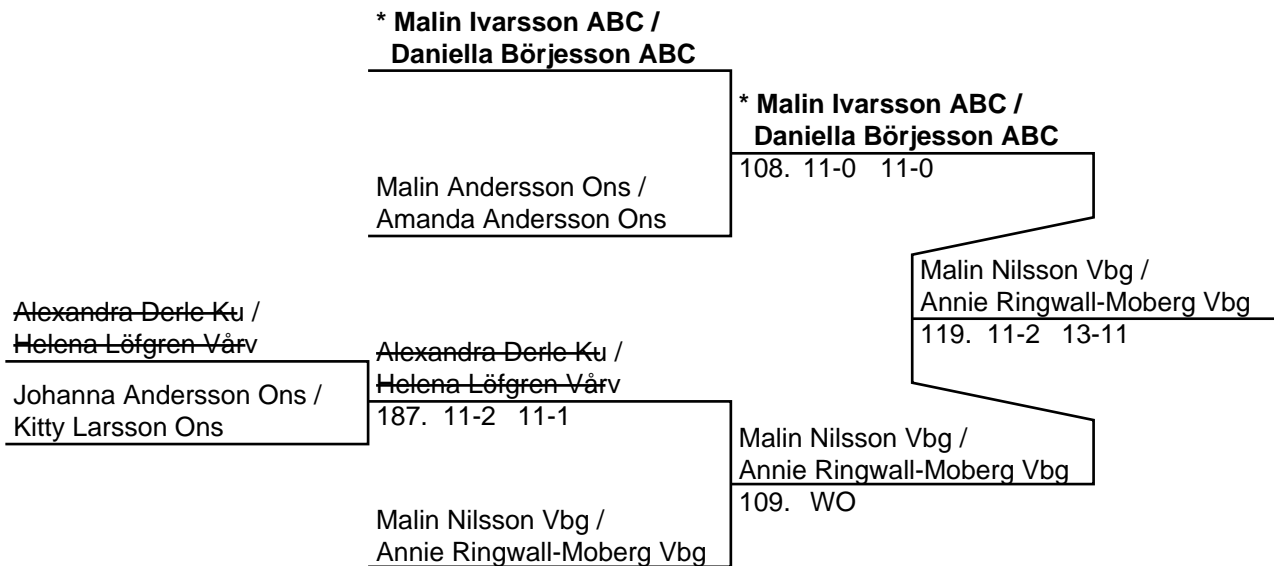 * Malin Ivarsson ABC /
Daniella Börjesson ABC
* Malin Ivarsson ABC /
Daniella Börjesson ABC
108. 11-0 11-0
Malin Andersson Ons /
Amanda Andersson Ons
Malin Nilsson Vbg /
Annie Ringwall-Moberg Vbg
119. 11-2 13-11
Alexandra Derle Ku /
Helena Löfgren Vårv
Johanna Andersson Ons /
Kitty Larsson Ons
Alexandra Derle Ku /
Helena Löfgren Vårv
187. 11-2 11-1
Malin Nilsson Vbg /
Annie Ringwall-Moberg Vbg
109. WO
Malin Nilsson Vbg /
Annie Ringwall-Moberg Vbg